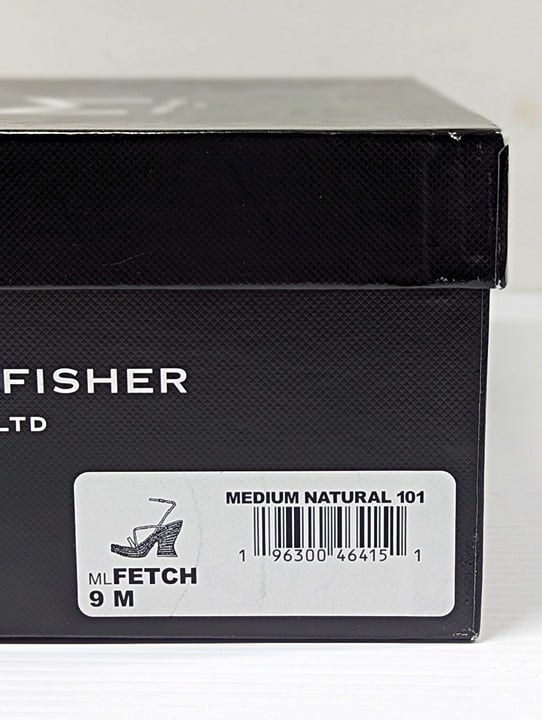 FISHER
LTD
MEDIUM NATURAL 101
1 96300 46415 1
MLFETCH
9 M